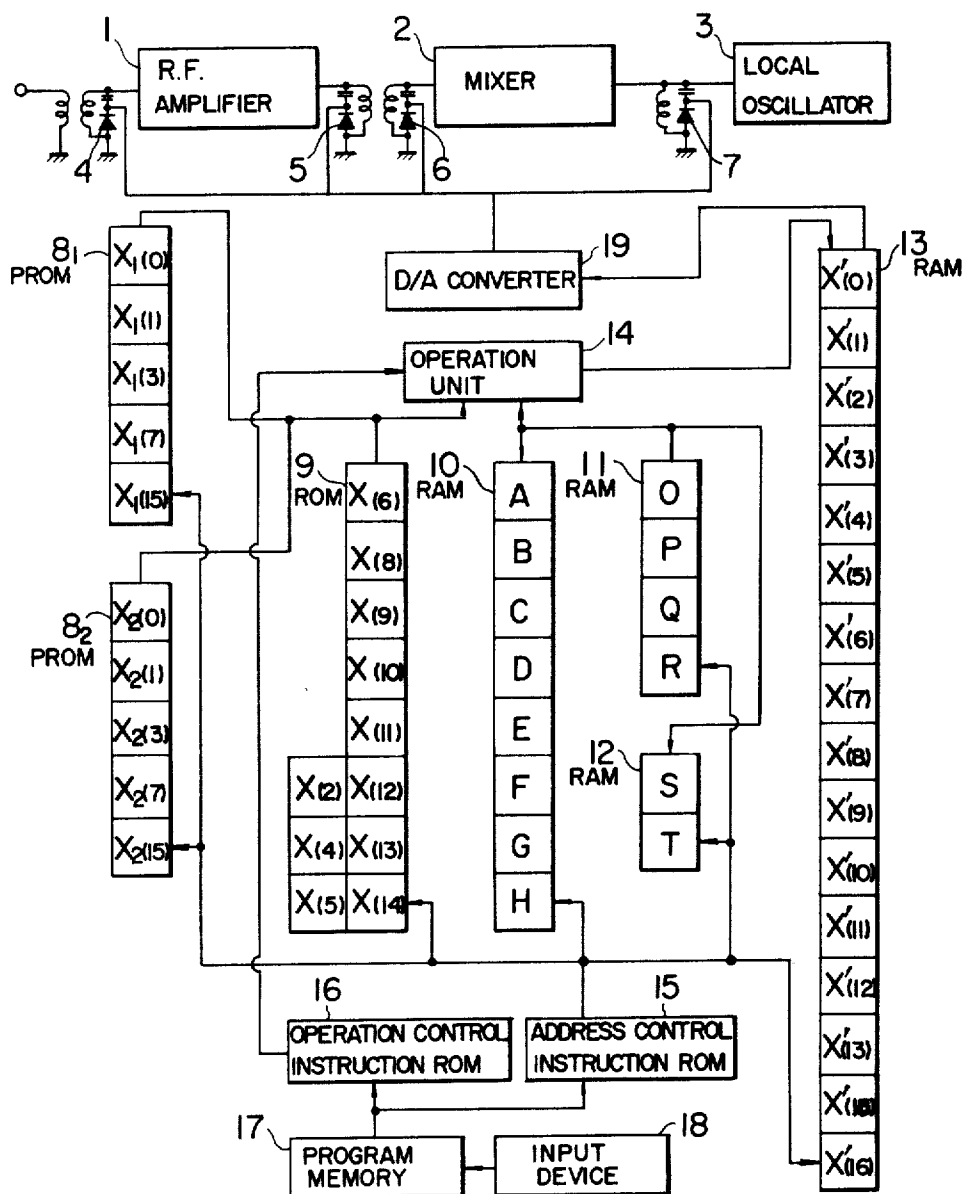 1
R.F.
AMPLIFIER
2
MIXER
3
LOCAL
OSCILLATOR
4
5
6
7
8₁
PROM
X₁(0)
X₁(1)
X₁(3)
X₁(7)
X₁(15)
19
D/A CONVERTER
14
OPERATION
UNIT
13
RAM
X'(0)
X'(1)
X'(2)
X'(3)
X'(4)
X'(5)
X'(6)
X'(7)
X'(8)
X'(9)
X'(10)
X'(11)
X'(12)
X'(13)
X'(16)
8₂
PROM
X₂(0)
X₂(1)
X₂(3)
X₂(7)
X₂(15)
9
ROM
X(6)
X(8)
X(9)
X(10)
X(11)
X(2) X(12)
X(4) X(13)
X(5) X(14)
10
RAM
A
B
C
D
E
F
G
H
11
RAM
O
P
Q
R
12
RAM
S
T
16
OPERATION CONTROL
INSTRUCTION ROM
15
ADDRESS CONTROL
INSTRUCTION ROM
17
PROGRAM
MEMORY
18
INPUT
DEVICE